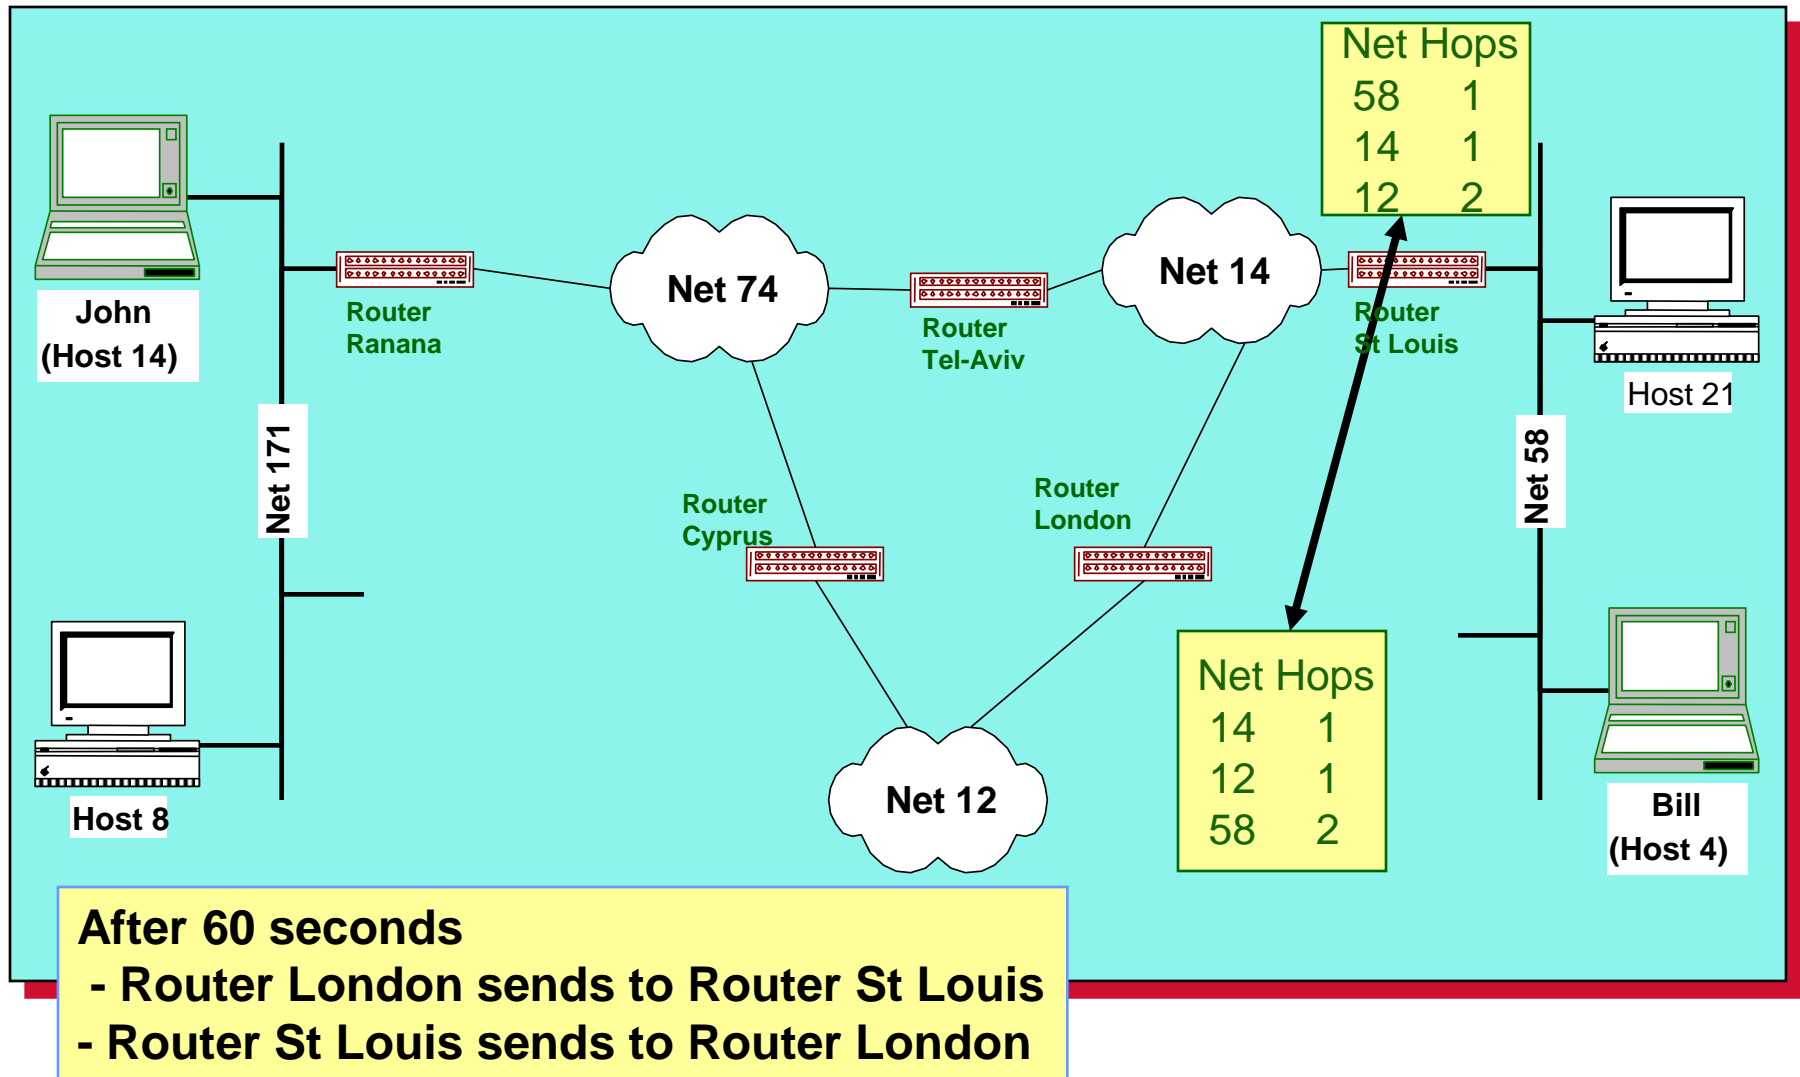 Net Hops
58 1
14 1
12 2
John
(Host 14)
Router
Ranana
Net 74
Router
Tel-Aviv
Net 14
Router
St Louis
Host 21
Net 171
Net 58
Router
Cyprus
Router
London
Net Hops
14 1
12 1
58 2
Net 12
Host 8
Bill
(Host 4)
After 60 seconds
- Router London sends to Router St Louis
- Router St Louis sends to Router London